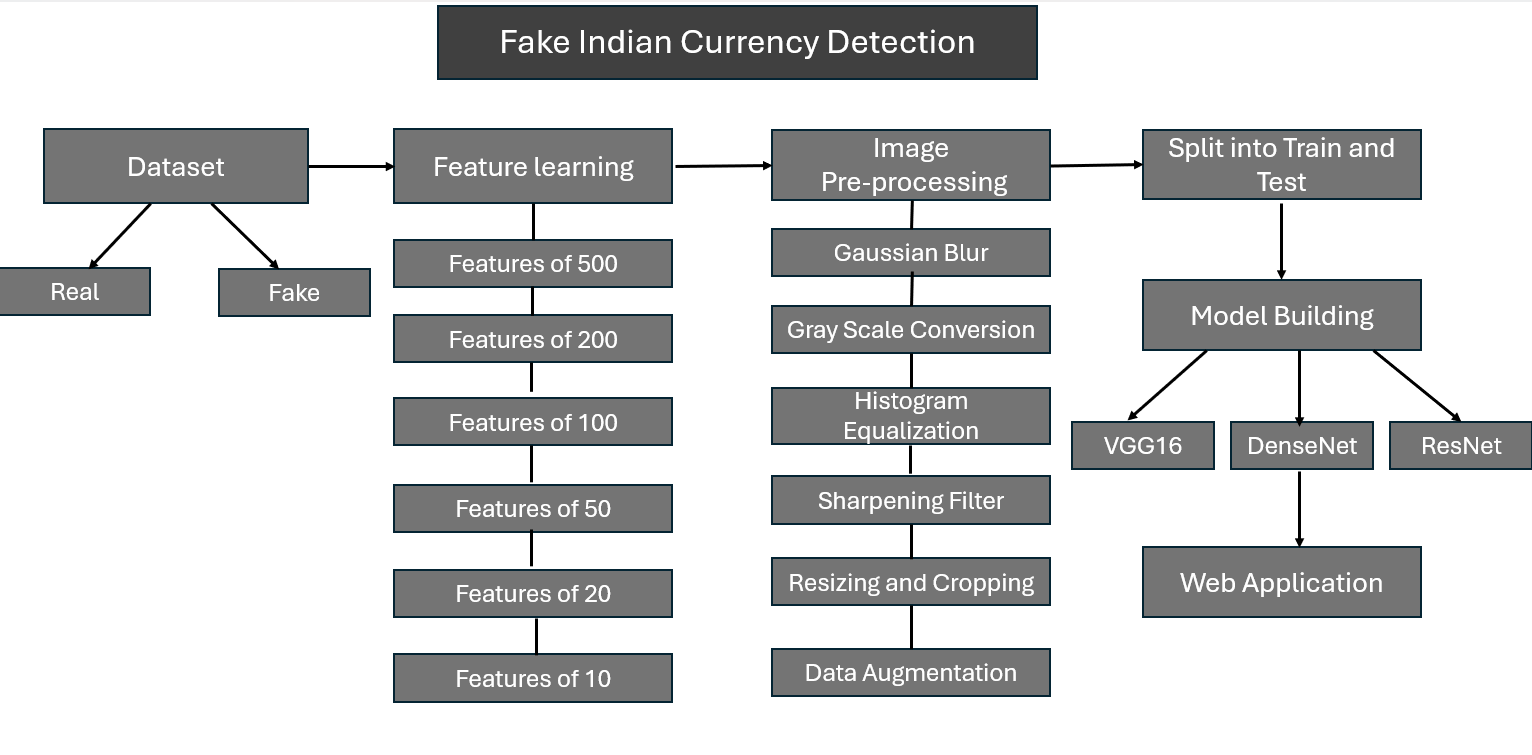 Fake Indian Currency Detection
Dataset
Real
Fake
Feature learning
Features of 500
Features of 200
Features of 100
Features of 50
Features of 20
Features of 10
Image
Pre-processing
Gaussian Blur
Gray Scale Conversion
Histogram
Equalization
Sharpening Filter
Resizing and Cropping
Data Augmentation
Split into Train and
Test
Model Building
VGG16
DenseNet
ResNet
Web Application